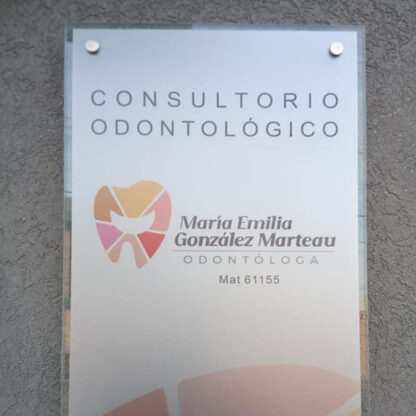 CONSULTORIO
ODONTOLÓGICO
María Emilia
González Marteau
ODONTÓLOGA
Mat 61155